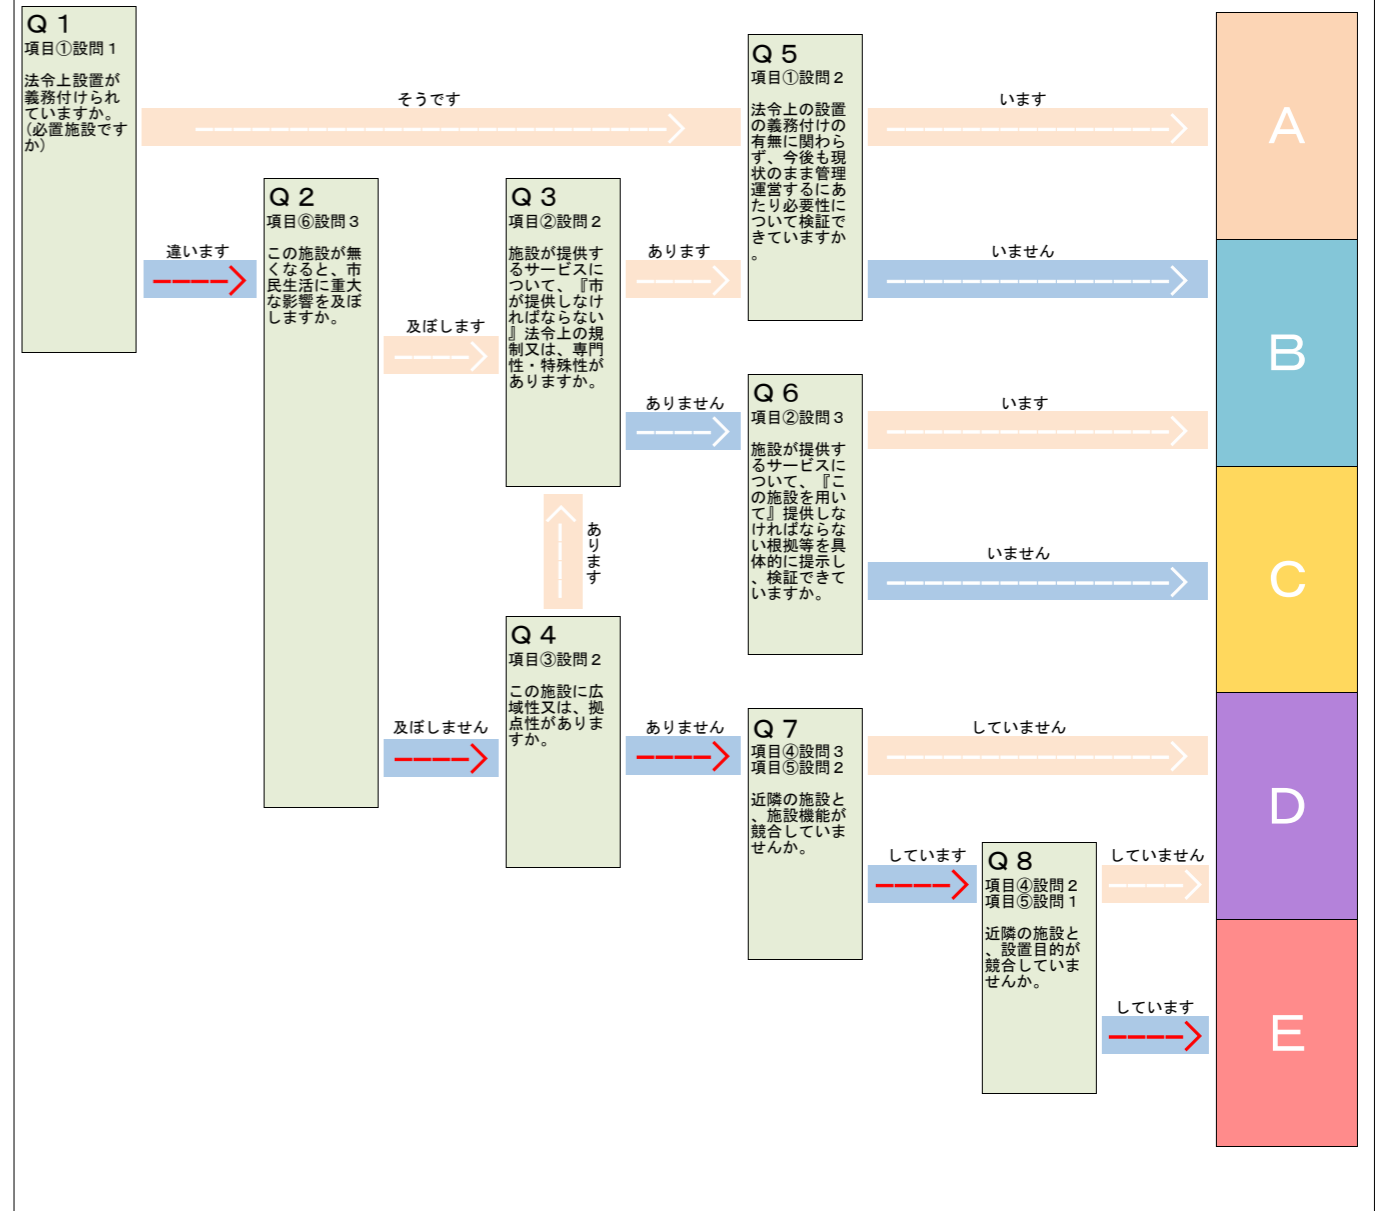 Ｑ１
項目①設問１
法令上設置が
義務付けられ
ていますか。
(必置施設です
か)
そうです
違います
Ｑ２
項目⑥設問３
この施設が無
くなると、市
民生活に重大
な影響を及ぼ
しますか。
及ぼします
及ぼしません
Ｑ３
項目②設問２
施設が提供す
るサービスに
ついて、『市
が提供しなけ
ればならない
』法令上の規
制又は、専門
性・特殊性が
ありますか。
あります
ありません
あります
Ｑ４
項目③設問２
この施設に広
域性又は、拠
点性がありま
すか。
ありません
Ｑ５
項目①設問２
法令上の設置
の義務付けの
有無に関わら
ず、今後も現
状のまま管理
運営するにあ
たり必要性に
ついて検証で
きていますか
。
います
いません
Ｑ６
項目②設問３
施設が提供す
るサービスに
ついて、『こ
の施設を用い
て』提供しな
ければならな
い根拠等を具
体的に提示し
、検証できて
いますか。
います
いません
Ｑ７
項目④設問３
項目⑤設問２
近隣の施設と
、施設機能が
競合していま
せんか。
していません
しています
Ｑ８
項目④設問２
項目⑤設問１
近隣の施設と
、設置目的が
競合していま
せんか。
していません
しています
A
B
C
D
E